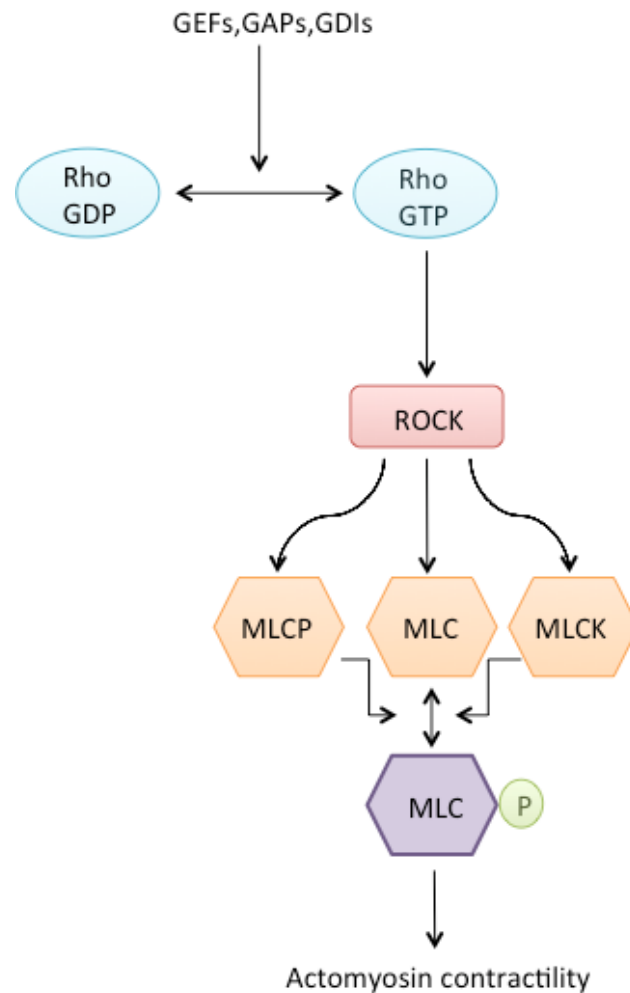 GEFs,GAPs,GDIs
Rho
GDP
Rho
GTP
ROCK
MLCP
MLC
MLCK
MLC
P
Actomyosin contractility